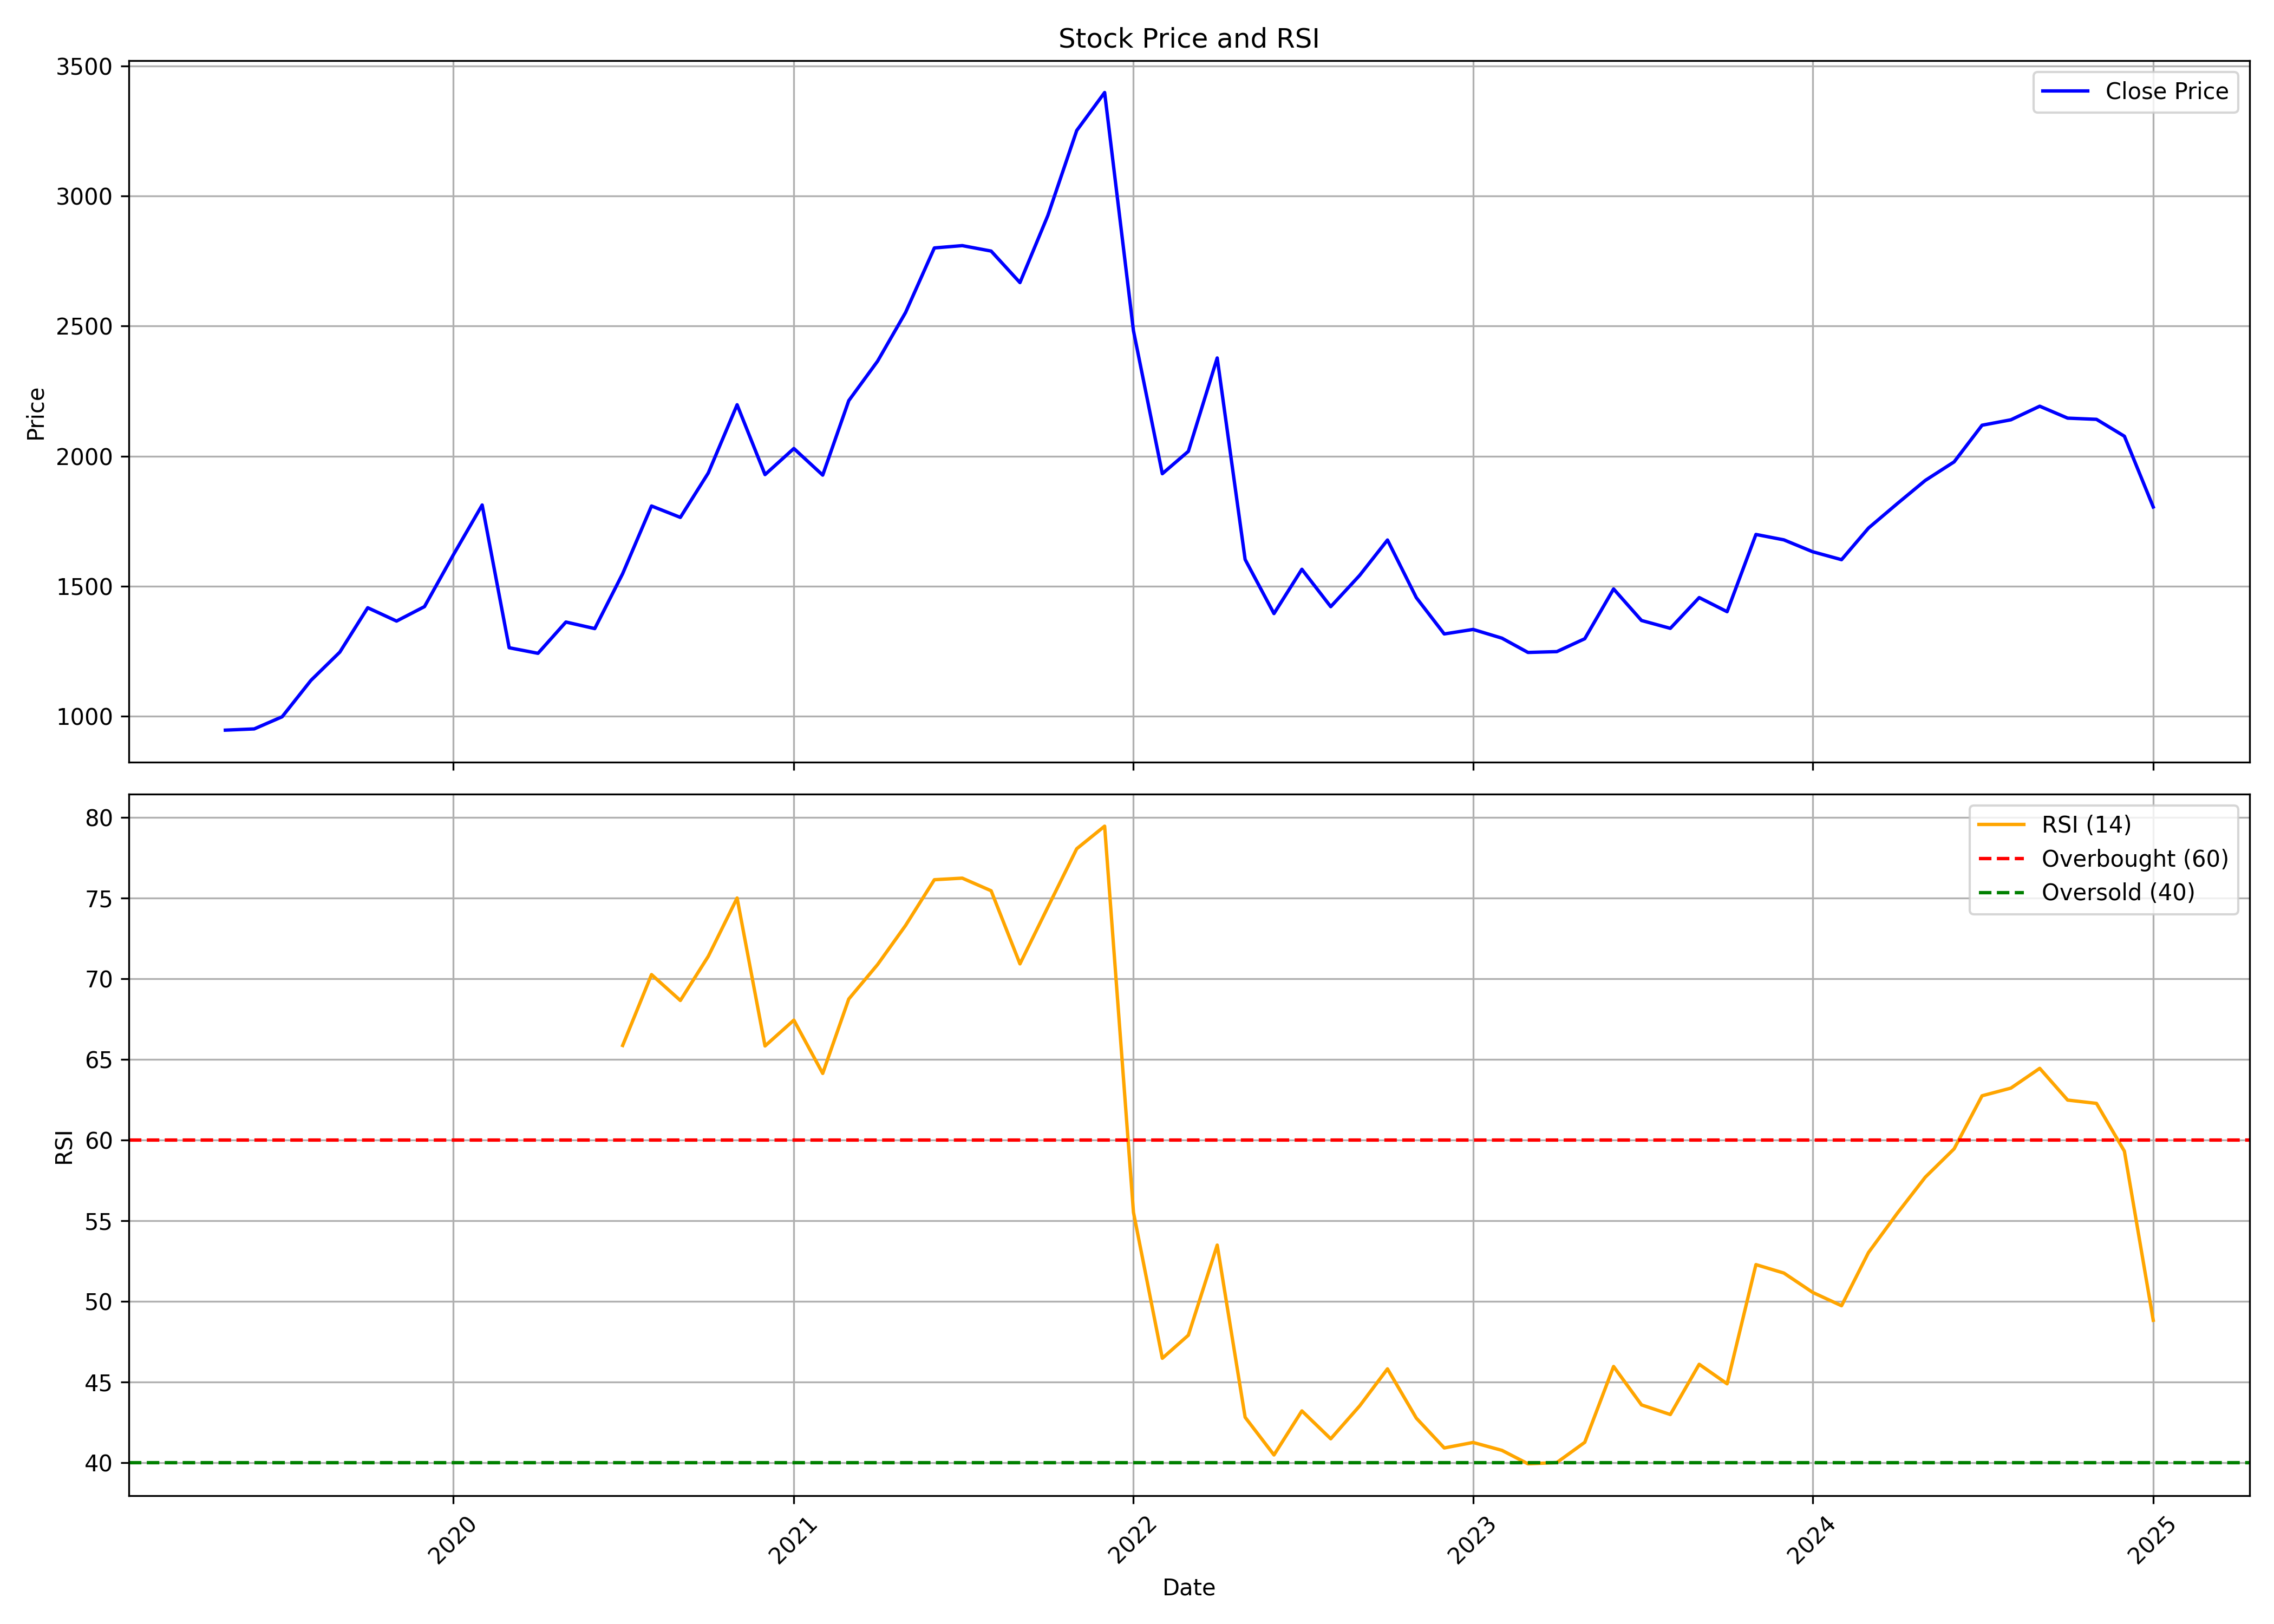 Stock Price and RSI
3500
3000
2500
2000
1500
1000
Price
Close Price
80
75
70
65
60
55
50
45
40
RSI
RSI (14)
Overbought (60)
Oversold (40)
2020
2021
2022
2023
2024
2025
Date